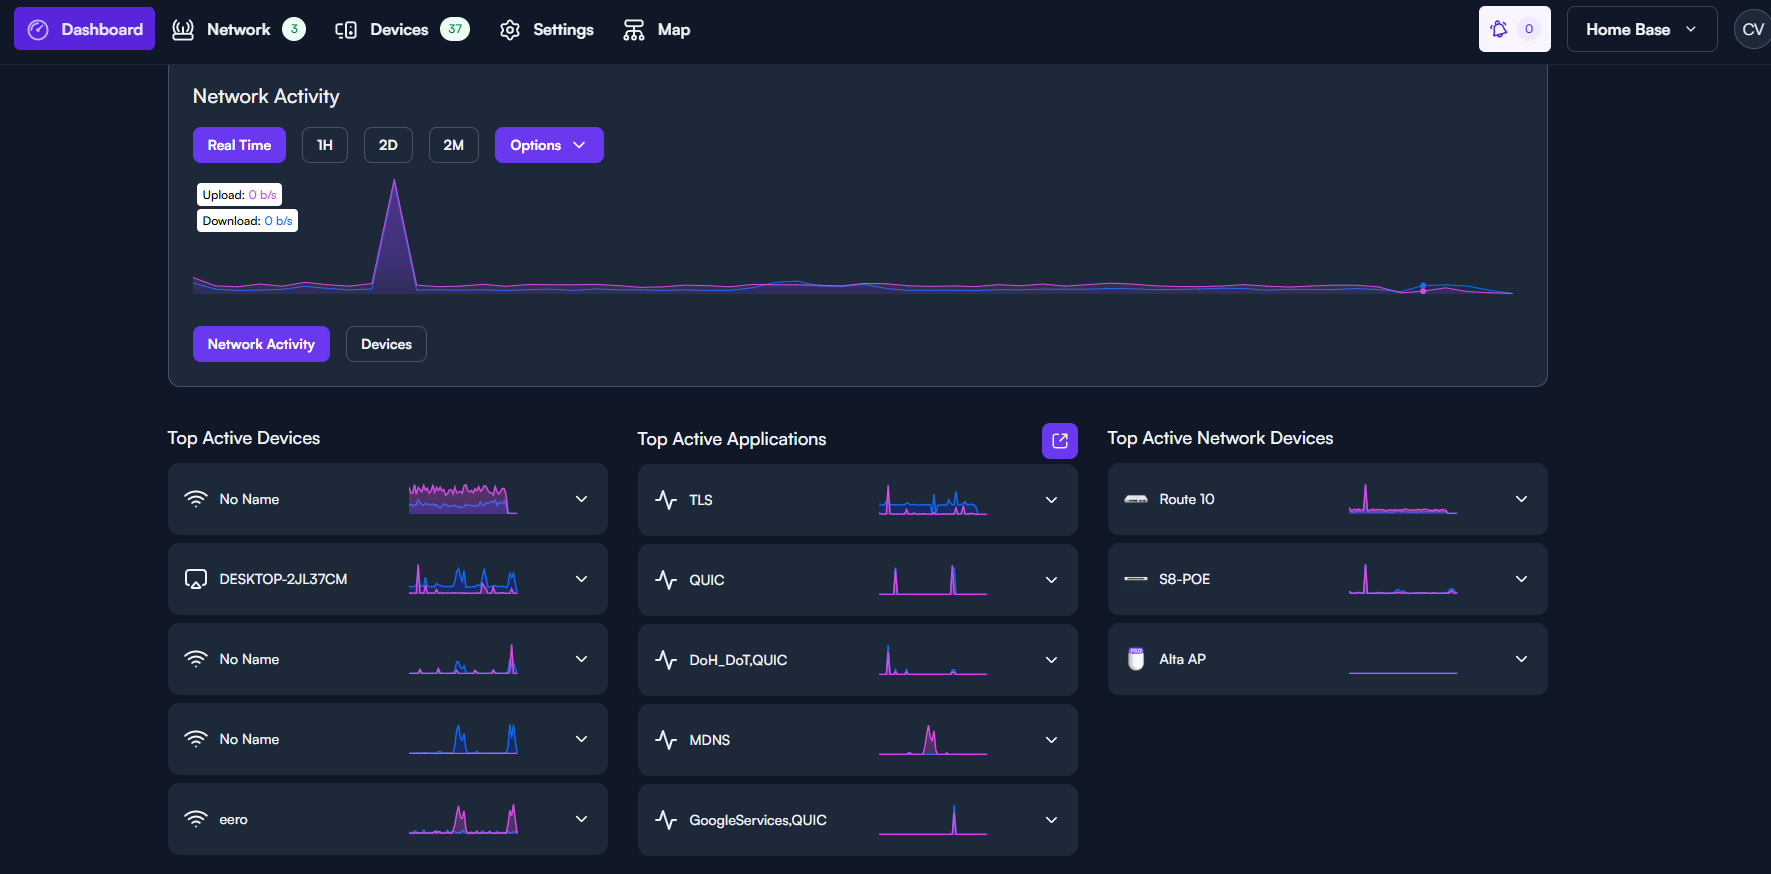 Dashboard
Network 3
Devices 37
Settings
Map
0
Home Base
CV
Network Activity
Real Time
1H
2D
2M
Options
Upload: 0 b/s
Download: 0 b/s
Network Activity
Devices
Top Active Devices
No Name
DESKTOP-2JL37CM
No Name
No Name
eero
Top Active Applications
TLS
QUIC
DoH_DoT,QUIC
MDNS
GoogleServices,QUIC
Top Active Network Devices
Route 10
S8-POE
PRO
Alta AP